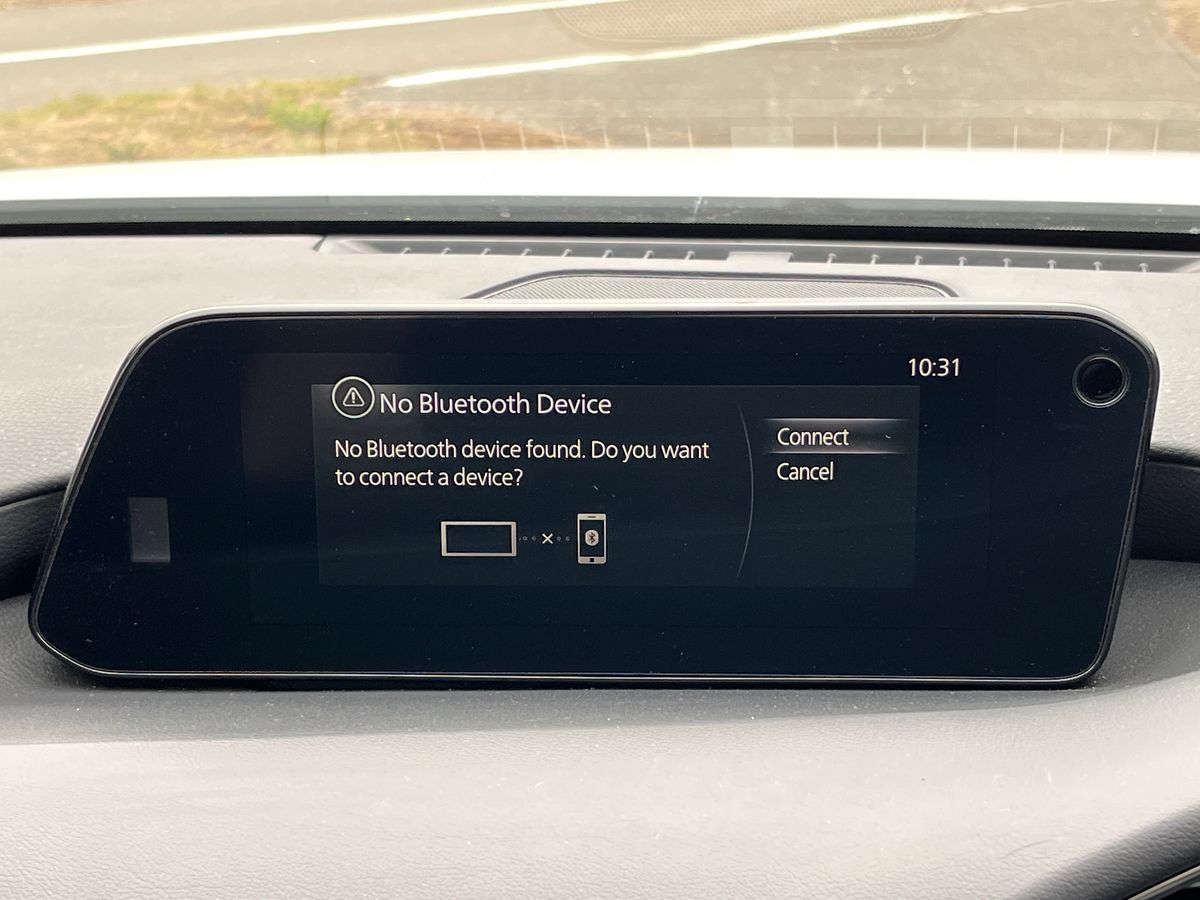 10:31
No Bluetooth Device
No Bluetooth device found. Do you want
to connect a device?
Connect
Cancel